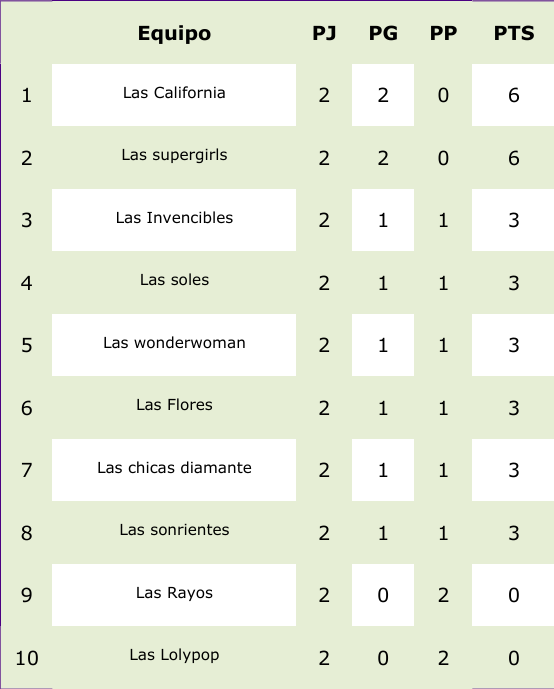 Equipo PJ PG PP PTS
1 Las California 2 2 0 6
2 Las supergirls 2 2 0 6
3 Las Invencibles 2 1 1 3
4 Las soles 2 1 1 3
5 Las wonderwoman 2 1 1 3
6 Las Flores 2 1 1 3
7 Las chicas diamante 2 1 1 3
8 Las sonrientes 2 1 1 3
9 Las Rayos 2 0 2 0
10 Las Lolypop 2 0 2 0